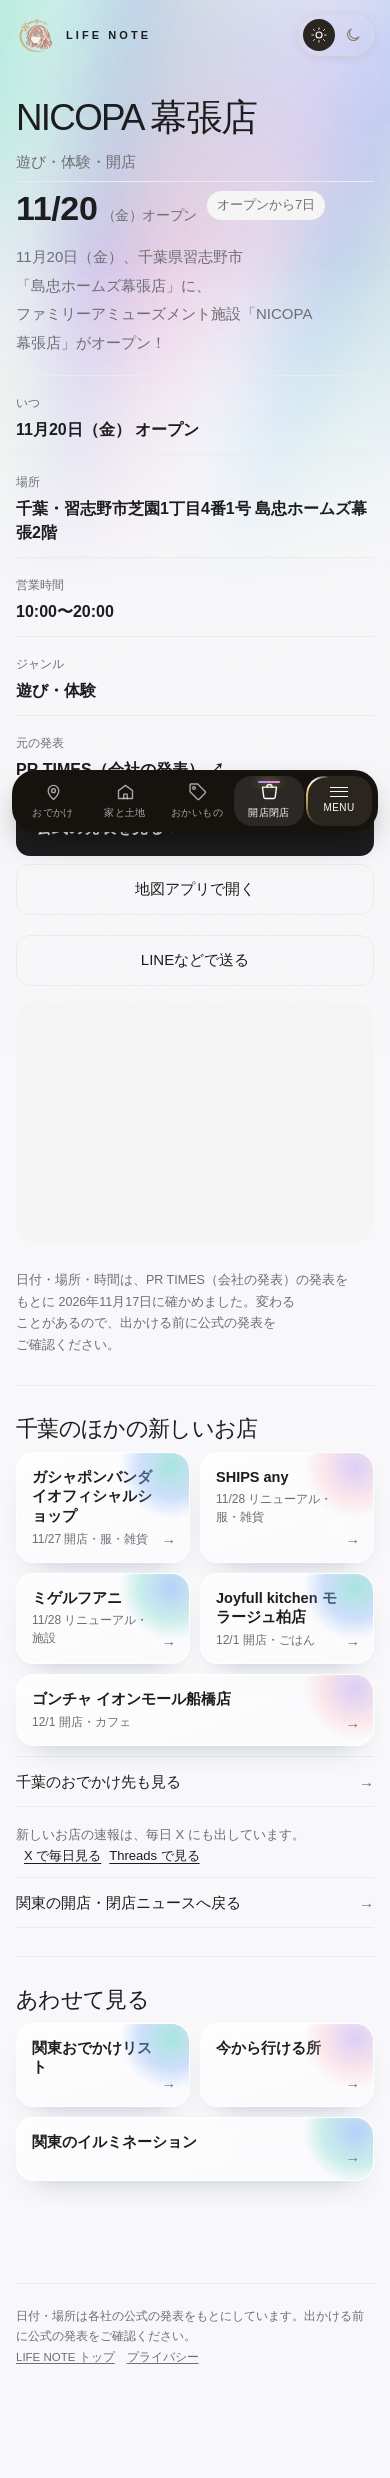 LIFE NOTE
NICOPA 幕張店
遊び・体験・開店
11/20 （金）オープン オープンから7日
11月20日（金）、千葉県習志野市
「島忠ホームズ幕張店」に、
ファミリーアミューズメント施設「NICOPA
幕張店」がオープン！
いつ
11月20日（金） オープン
場所
千葉・習志野市芝園1丁目4番1号 島忠ホームズ幕
張2階
営業時間
10:00〜20:00
ジャンル
遊び・体験
元の発表
PR TIMES（会社の発表） ↗
おでかけ
家と土地
おかいもの
開店閉店
MENU
地図アプリで開く
LINEなどで送る
日付・場所・時間は、PR TIMES（会社の発表）の発表を
もとに 2026年11月17日に確かめました。変わる
ことがあるので、出かける前に公式の発表を
ご確認ください。
千葉のほかの新しいお店
ガシャポンバンダ
イオフィシャルシ
ョップ
11/27 開店・服・雑貨 →
SHIPS any
11/28 リニューアル・
服・雑貨
→
ミゲルフアニ
11/28 リニューアル・
施設 →
Joyfull kitchen モ
ラージュ柏店
12/1 開店・ごはん →
ゴンチャ イオンモール船橋店
12/1 開店・カフェ →
千葉のおでかけ先も見る →
新しいお店の速報は、毎日 X にも出しています。
X で毎日見る Threads で見る
関東の開店・閉店ニュースへ戻る →
あわせて見る
関東おでかけリス
ト
→
今から行ける所
→
関東のイルミネーション
→
日付・場所は各社の公式の発表をもとにしています。出かける前
に公式の発表をご確認ください。
LIFE NOTE トップ プライバシー